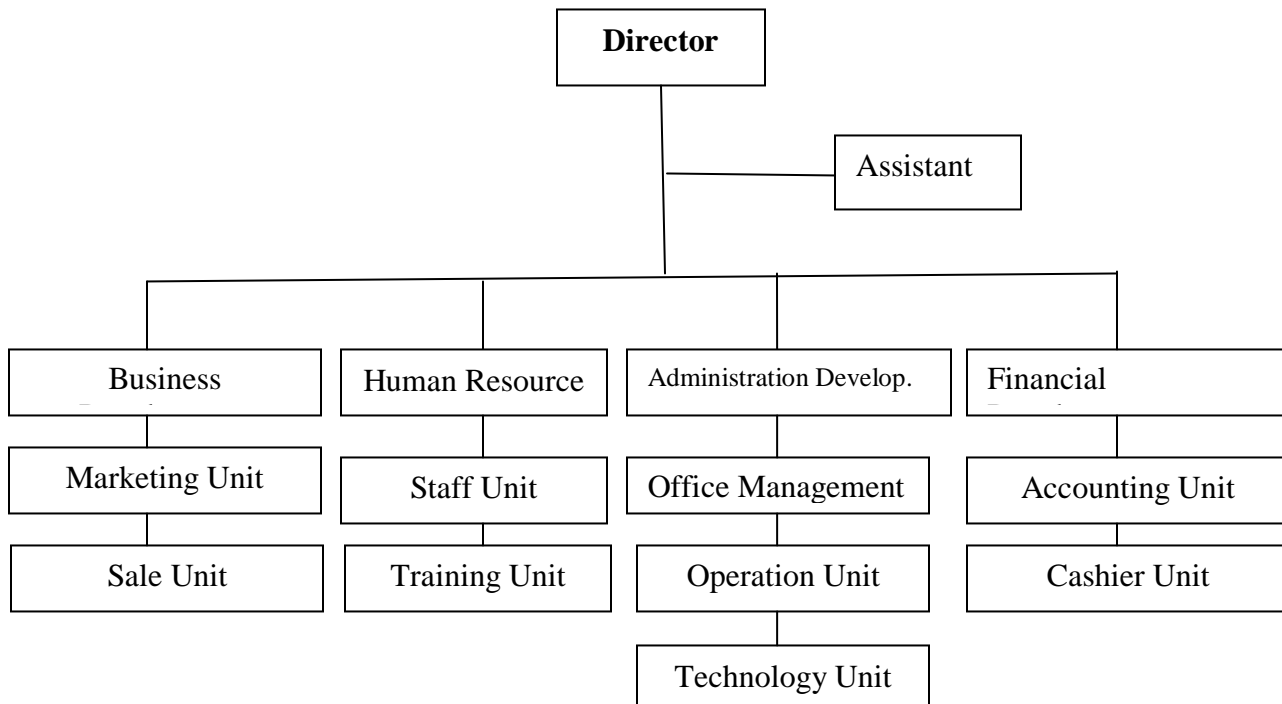 Director
Assistant
Business
Human Resource
Administration Develop.
Financial
Marketing Unit
Staff Unit
Office Management
Accounting Unit
Sale Unit
Training Unit
Operation Unit
Cashier Unit
Technology Unit